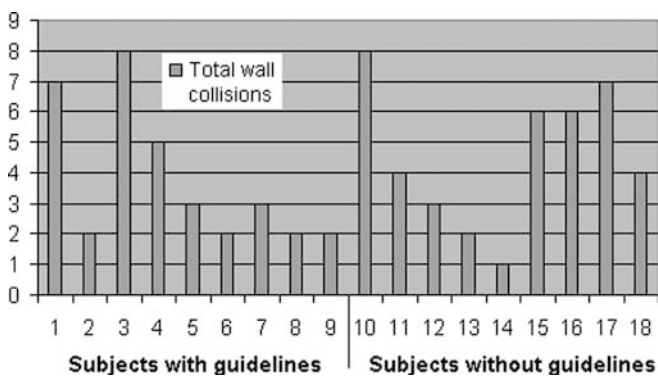 9
8
7
6
5
4
3
2
1
0
Total wall
collisions
1 2 3 4 5 6 7 8 9 10 11 12 13 14 15 16 17 18
Subjects with guidelines Subjects without guidelines